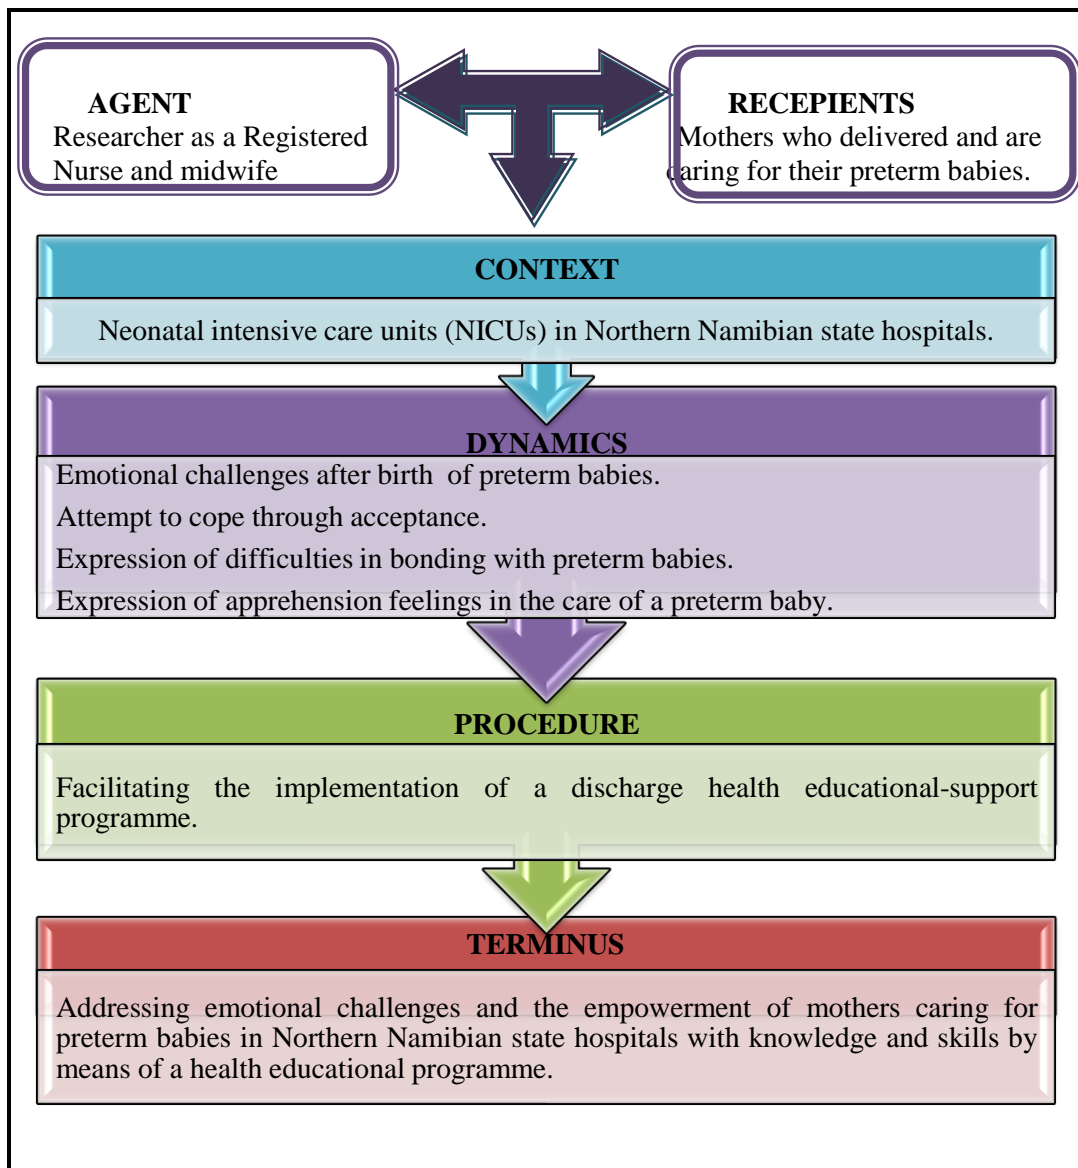 AGENT
Researcher as a Registered
Nurse and midwife
RECEPIENTS
Mothers who delivered and are
caring for their preterm babies.
CONTEXT
Neonatal intensive care units (NICUs) in Northern Namibian state hospitals.
DYNAMICS
Emotional challenges after birth of preterm babies.
Attempt to cope through acceptance.
Expression of difficulties in bonding with preterm babies.
Expression of apprehension feelings in the care of a preterm baby.
PROCEDURE
Facilitating the implementation of a discharge health educational-support
programme.
TERMINUS
Addressing emotional challenges and the empowerment of mothers caring for
preterm babies in Northern Namibian state hospitals with knowledge and skills by
means of a health educational programme.